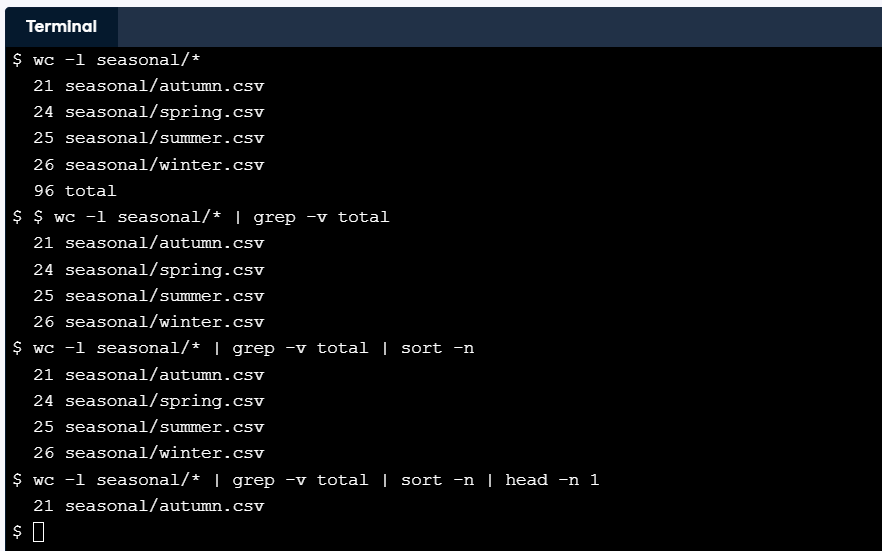 Terminal
$ wc -l seasonal/*
  21 seasonal/autumn.csv
  24 seasonal/spring.csv
  25 seasonal/summer.csv
  26 seasonal/winter.csv
  96 total
$ $ wc -l seasonal/* | grep -v total
  21 seasonal/autumn.csv
  24 seasonal/spring.csv
  25 seasonal/summer.csv
  26 seasonal/winter.csv
$ wc -l seasonal/* | grep -v total | sort -n
  21 seasonal/autumn.csv
  24 seasonal/spring.csv
  25 seasonal/summer.csv
  26 seasonal/winter.csv
$ wc -l seasonal/* | grep -v total | sort -n | head -n 1
  21 seasonal/autumn.csv
$